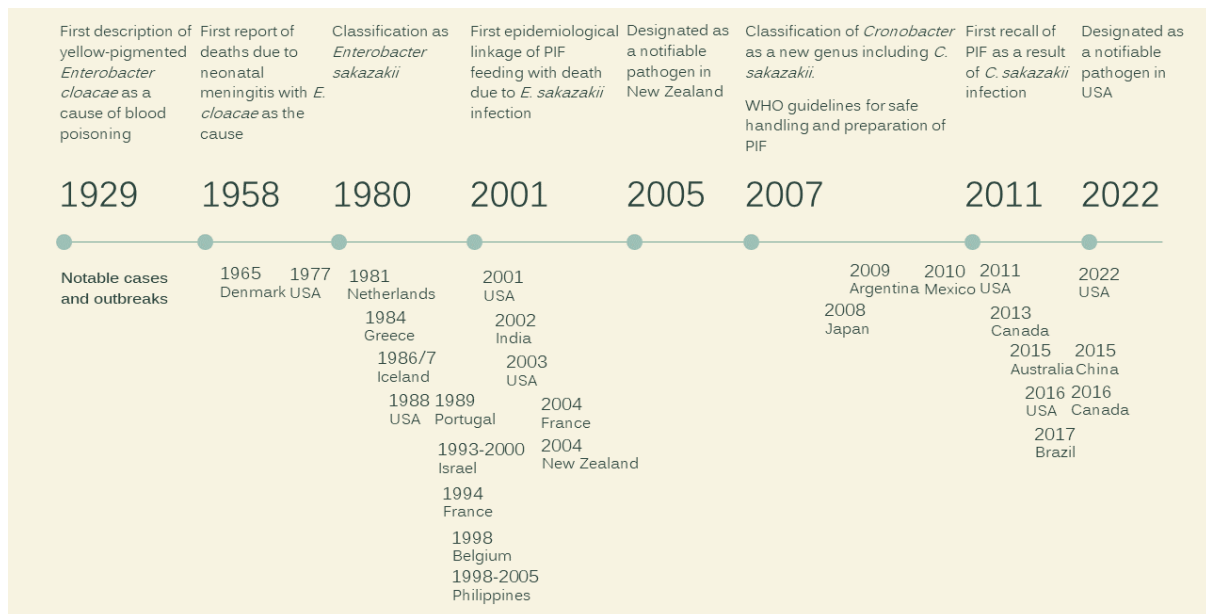 First description of
yellow-pigmented
Enterobacter
cloacae as a
cause of blood
poisoning
First report of
deaths due to
neonatal
meningitis with E.
cloacae as the
cause
Classification as
Enterobacter
sakazakii
First epidemiological
linkage of PIF
feeding with death
due to E. sakazakii
infection
Designated as
a notifiable
pathogen in
New Zealand
Classification of Cronobacter
as a new genus including C.
sakazakii.
WHO guidelines for safe
handling and preparation of
PIF
First recall of
PIF as a result
of C. sakazakii
infection
Designated as
a notifiable
pathogen in
USA
1929 1958 1980 2001 2005 2007 2011 2022
Notable cases
and outbreaks
1965
Denmark
1977
USA
1981
Netherlands
1984
Greece
1986/7
Iceland
1988
USA
1989
Portugal
1993-2000
Israel
1994
France
1998
Belgium
1998-2005
Philippines
2001
USA
2002
India
2003
USA
2004
France
2004
New Zealand
2008
Japan
2009
Argentina
2010
Mexico
2011
USA
2013
Canada
2015
Australia
2015
China
2016
USA
2016
Canada
2017
Brazil
2022
USA